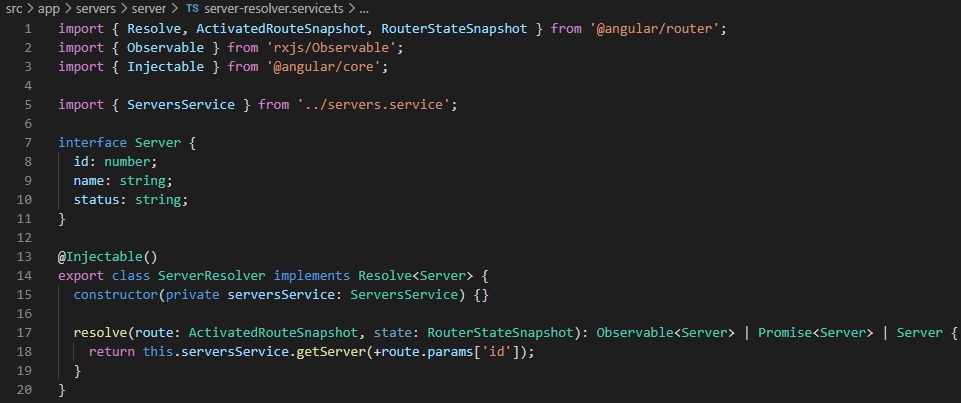 src > app > servers > server > TS server-resolver.service.ts > ...
1 import { Resolve, ActivatedRouteSnapshot, RouterStateSnapshot } from '@angular/router';
2 import { Observable } from 'rxjs/Observable';
3 import { Injectable } from '@angular/core';
4
5 import { ServersService } from '../servers.service';
6
7 interface Server {
8   id: number;
9   name: string;
10   status: string;
11 }
12
13 @Injectable()
14 export class ServerResolver implements Resolve<Server> {
15   constructor(private serversService: ServersService) {}
16
17   resolve(route: ActivatedRouteSnapshot, state: RouterStateSnapshot): Observable<Server> | Promise<Server> | Server {
18     return this.serversService.getServer(+route.params['id']);
19   }
20 }